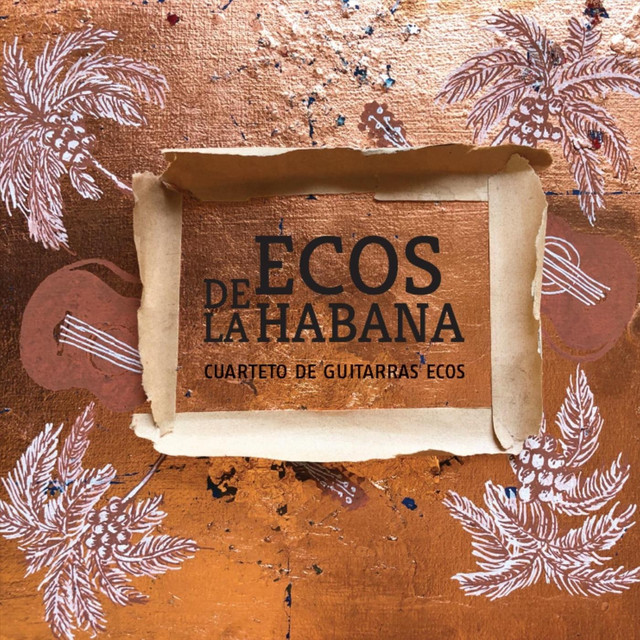 ECOS
DE
LA HABANA
CUARTETO DE GUITARRAS ECOS